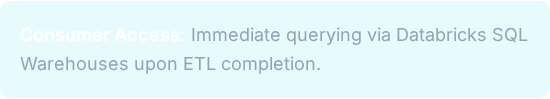 Consumer Access: Immediate querying via Databricks SQL
Warehouses upon ETL completion.